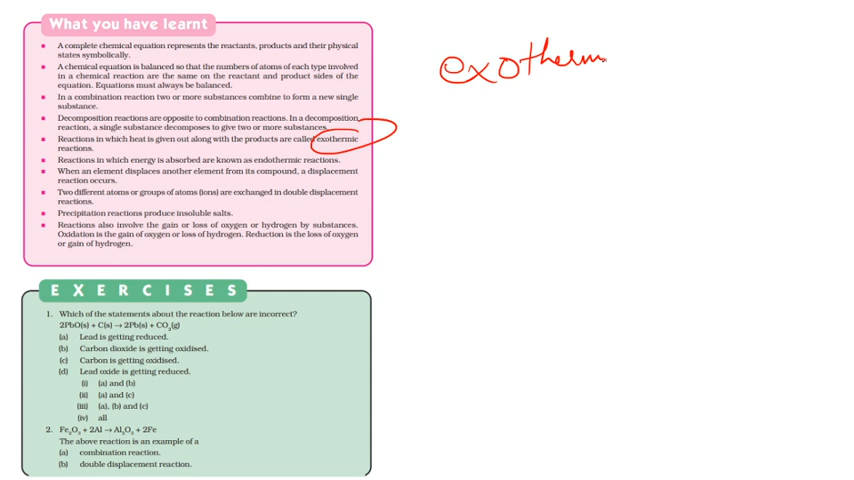 What you have learnt
exotherm
▪ A complete chemical equation represents the reactants, products and their physical
states symbolically.
▪ A chemical equation is balanced so that the numbers of atoms of each type involved
in a chemical reaction are the same on the reactant and product sides of the
equation. Equations must always be balanced.
▪ In a combination reaction two or more substances combine to form a new single
substance.
▪ Decomposition reactions are opposite to combination reactions. In a decomposition
reaction, a single substance decomposes to give two or more substances.
▪ Reactions in which heat is given out along with the products are called exothermic
reactions.
▪ Reactions in which energy is absorbed are known as endothermic reactions.
▪ When an element displaces another element from its compound, a displacement
reaction occurs.
▪ Two different atoms or groups of atoms (ions) are exchanged in double displacement
reactions.
▪ Precipitation reactions produce insoluble salts.
▪ Reactions also involve the gain or loss of oxygen or hydrogen by substances.
Oxidation is the gain of oxygen or loss of hydrogen. Reduction is the loss of oxygen
or gain of hydrogen.
EXERCISES
1. Which of the statements about the reaction below are incorrect?
2PbO(s) + C(s) → 2Pb(s) + CO₂(g)
(a) Lead is getting reduced.
(b) Carbon dioxide is getting oxidised.
(c) Carbon is getting oxidised.
(d) Lead oxide is getting reduced.
(i) (a) and (b)
(ii) (a) and (c)
(iii) (a), (b) and (c)
(iv) all
2. Fe₂O₃ + 2Al → Al₂O₃ + 2Fe
The above reaction is an example of a
(a) combination reaction.
(b) double displacement reaction.